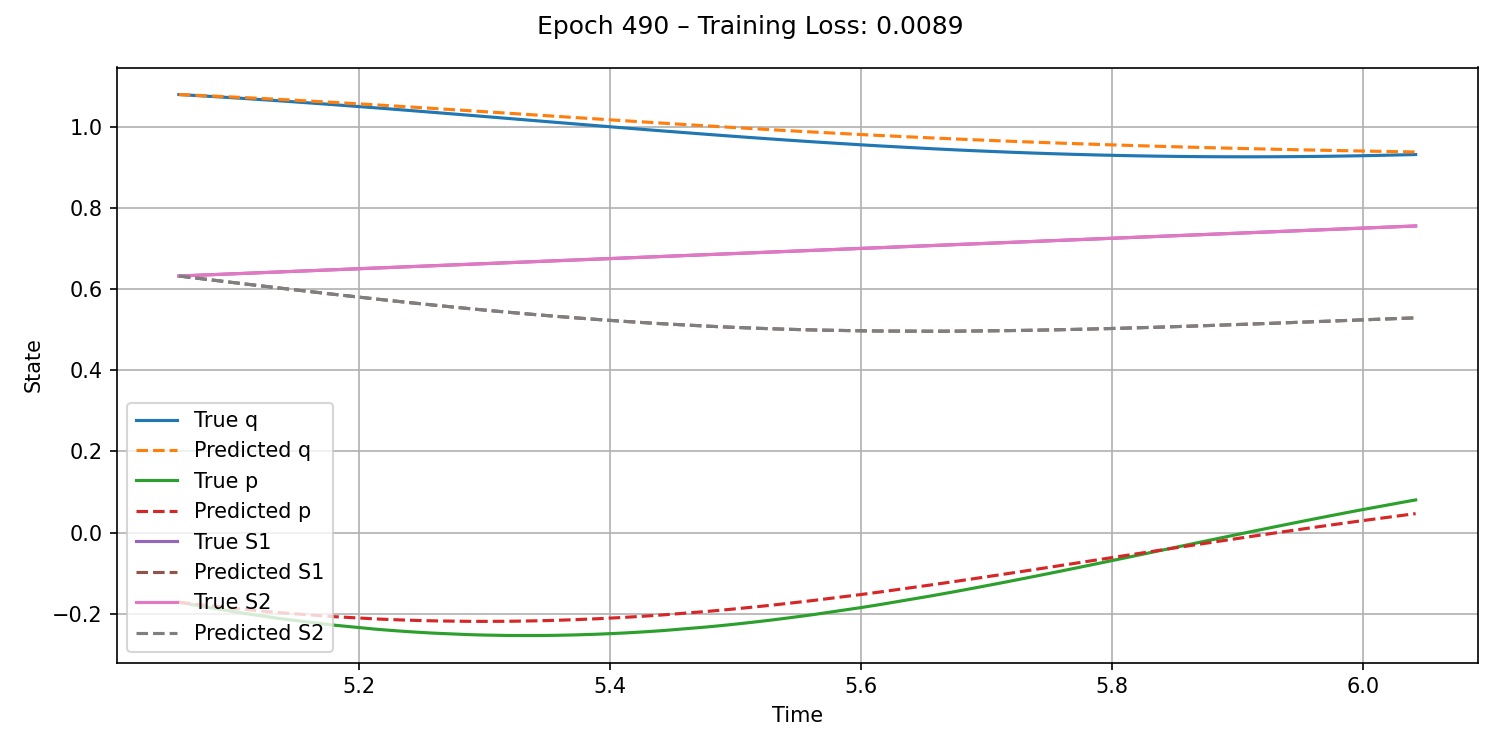 Epoch 490 – Training Loss: 0.0089
1.0
0.8
0.6
0.4
0.2
0.0
−0.2
State
True q
Predicted q
True p
Predicted p
True S1
Predicted S1
True S2
Predicted S2
5.2 5.4 5.6 5.8 6.0
Time